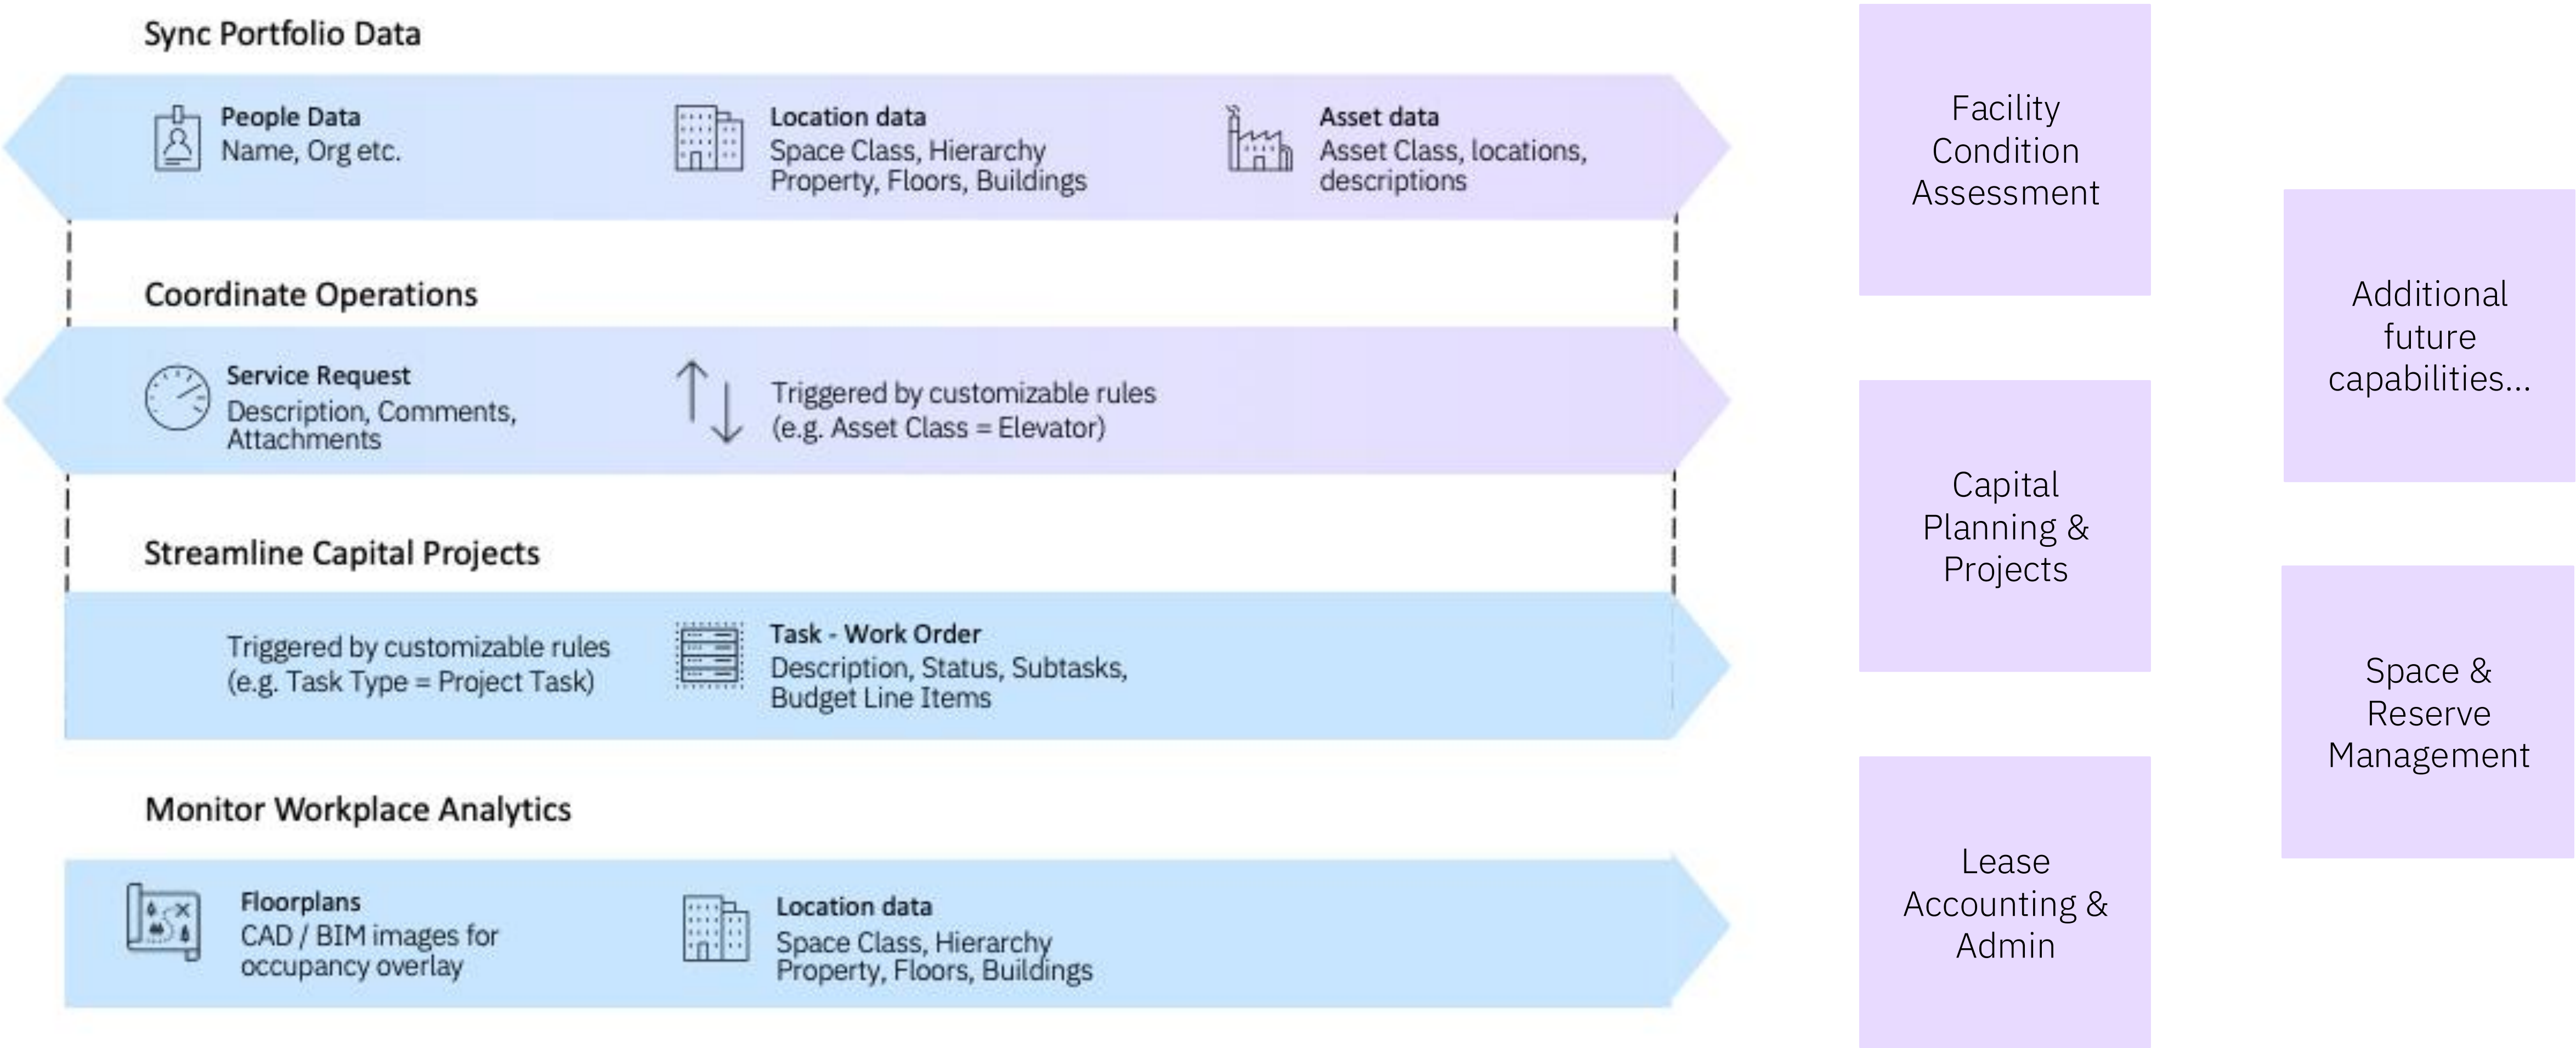 Sync Portfolio Data
People Data
Name, Org etc.
Location data
Space Class, Hierarchy
Property, Floors, Buildings
Asset data
Asset Class, locations,
descriptions
Coordinate Operations
Service Request
Description, Comments,
Attachments
Triggered by customizable rules
(e.g. Asset Class = Elevator)
Streamline Capital Projects
Triggered by customizable rules
(e.g. Task Type = Project Task)
Task - Work Order
Description, Status, Subtasks,
Budget Line Items
Monitor Workplace Analytics
Floorplans
CAD / BIM images for
occupancy overlay
Location data
Space Class, Hierarchy
Property, Floors, Buildings
Facility
Condition
Assessment
Capital
Planning &
Projects
Lease
Accounting &
Admin
Additional
future
capabilities...
Space &
Reserve
Management